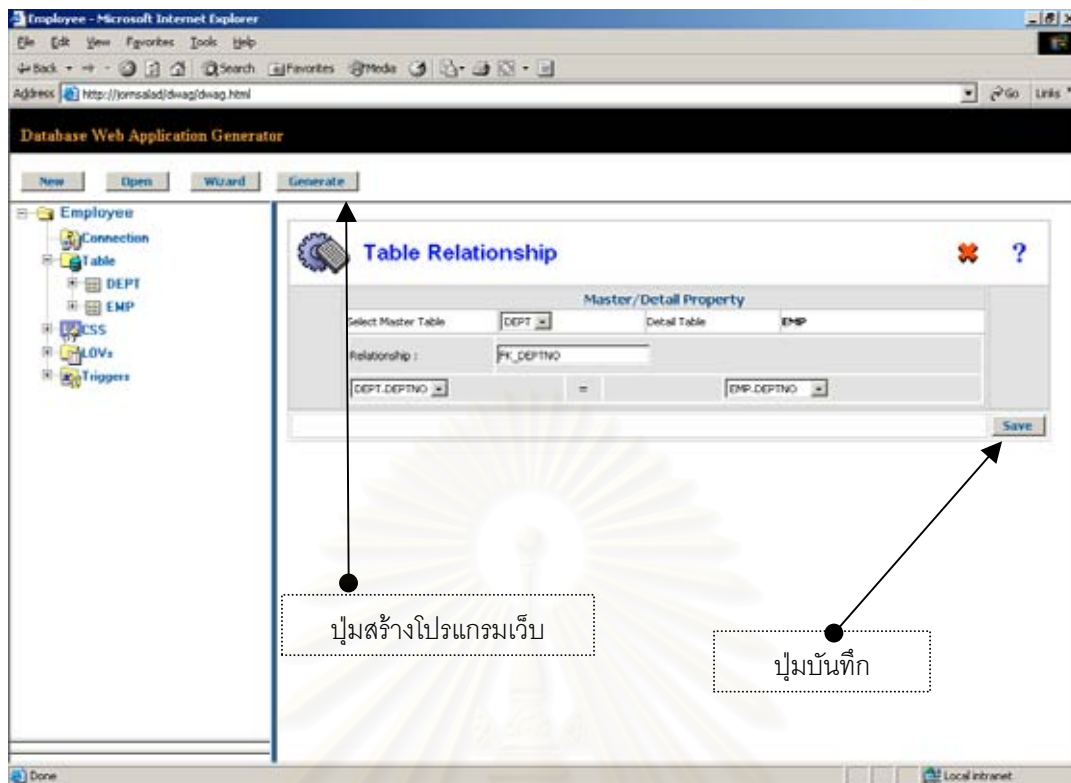 Employee - Microsoft Internet Explorer
File Edit View Favorites Tools Help
Back Search Favorites Media
Address http://jornsalad/dwag/dwag.html Go Links
Database Web Application Generator
New Open Wizard Generate
Employee
Connection
Table
DEPT
EMP
CSS
LOVs
Triggers
Table Relationship ?
Master/Detail Property
Select Master Table DEPT Detail Table EMP
Relationship : FK_DEPTNO
DEPT.DEPTNO = EMP.DEPTNO
Save
ปุ่มสร้างโปรแกรมเว็บ
ปุ่มบันทึก
Done Local intranet